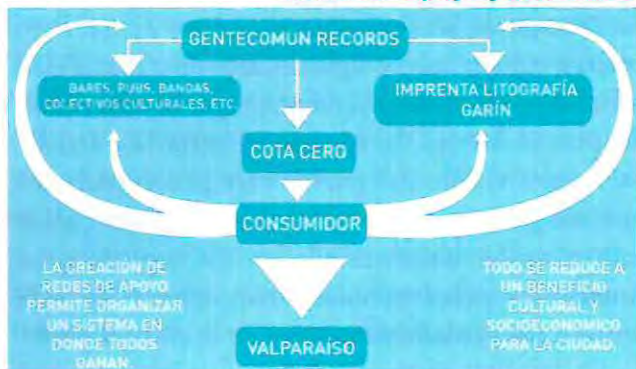 GENTECOMUN RECORDS
BARES, PUBS, BANDAS,
COLECTIVOS CULTURALES, ETC.
IMPRENTA LITOGRAFÍA
GARÍN
COTA CERO
CONSUMIDOR
LA CREACIÓN DE
REDES DE APOYO
PERMITE ORGANIZAR
UN SISTEMA EN
DONDE TODOS
GANAN.
TODO SE REDUCE A
UN BENEFICIO
CULTURAL Y
SOCIOECONOMICO
PARA LA CIUDAD.
VALPARAÍSO